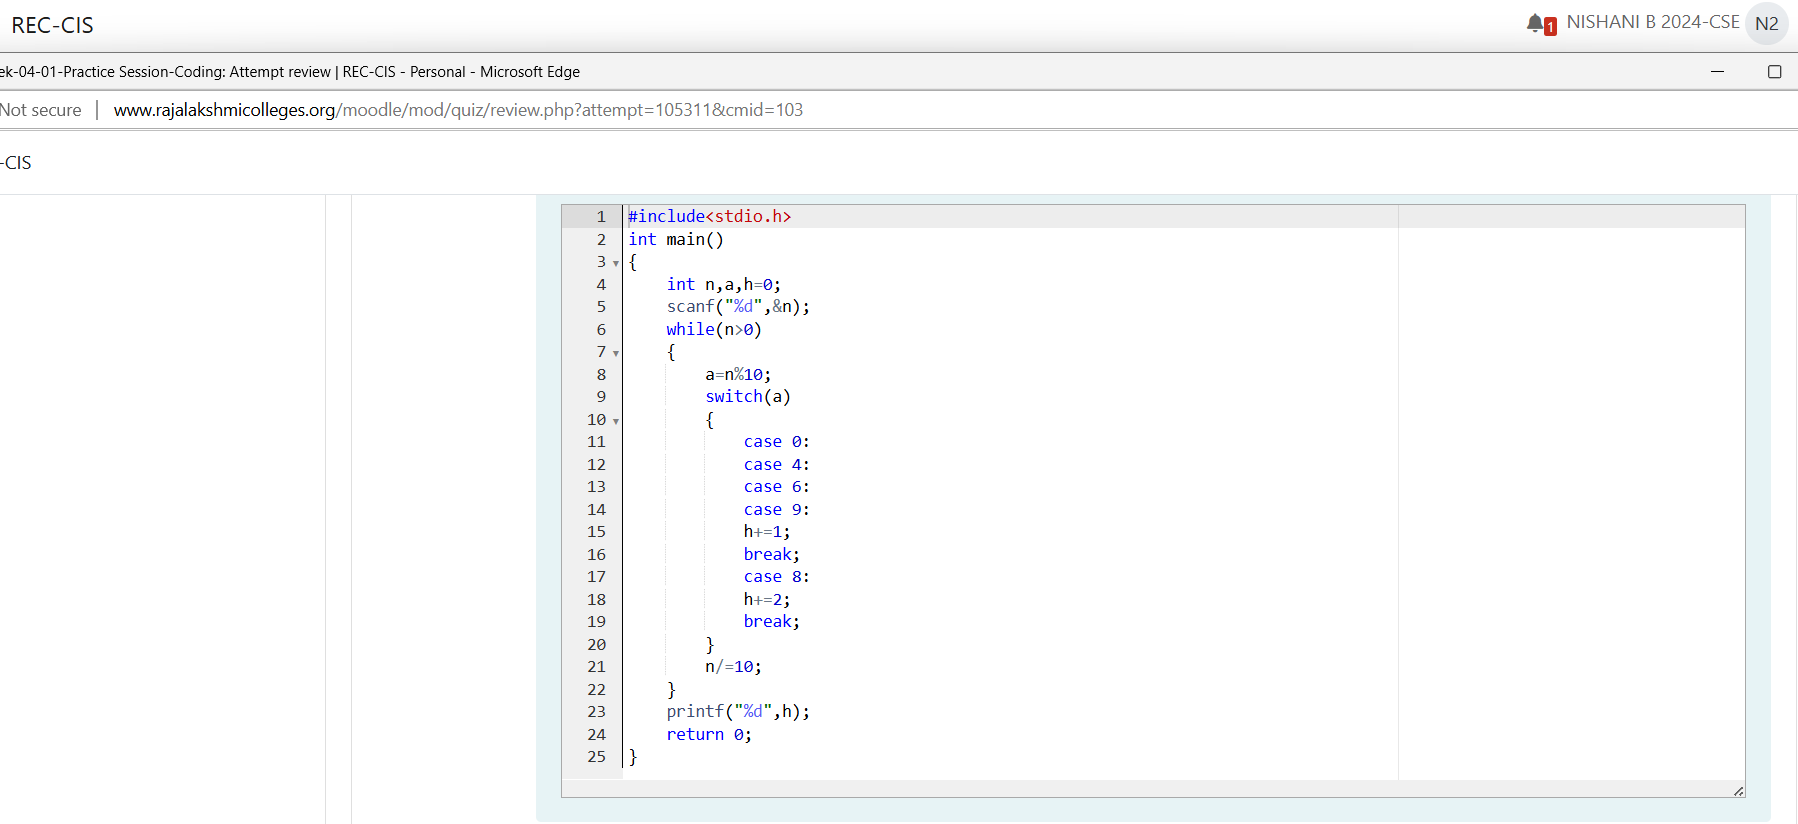 REC-CIS
1 NISHANI B 2024-CSE N2
ek-04-01-Practice Session-Coding: Attempt review | REC-CIS - Personal - Microsoft Edge
Not secure | www.rajalakshmicolleges.org/moodle/mod/quiz/review.php?attempt=105311&cmid=103
-CIS
1 #include<stdio.h>
2 int main()
3 {
4 int n,a,h=0;
5 scanf("%d",&n);
6 while(n>0)
7 {
8 a=n%10;
9 switch(a)
10 {
11 case 0:
12 case 4:
13 case 6:
14 case 9:
15 h+=1;
16 break;
17 case 8:
18 h+=2;
19 break;
20 }
21 n/=10;
22 }
23 printf("%d",h);
24 return 0;
25 }